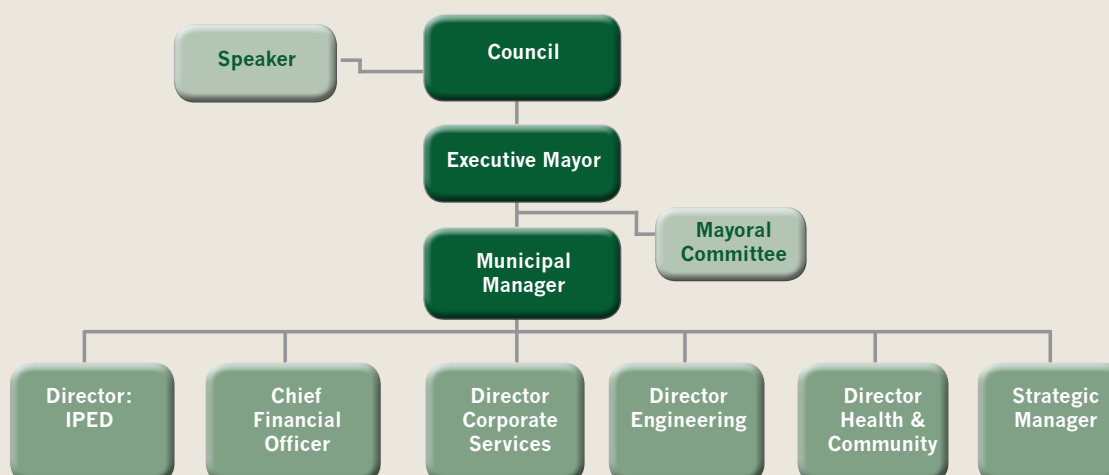 Speaker
Council
Executive Mayor
Mayoral
Committee
Municipal
Manager
Director:
IPED
Chief
Financial
Officer
Director
Corporate
Services
Director
Engineering
Director
Health &
Community
Strategic
Manager